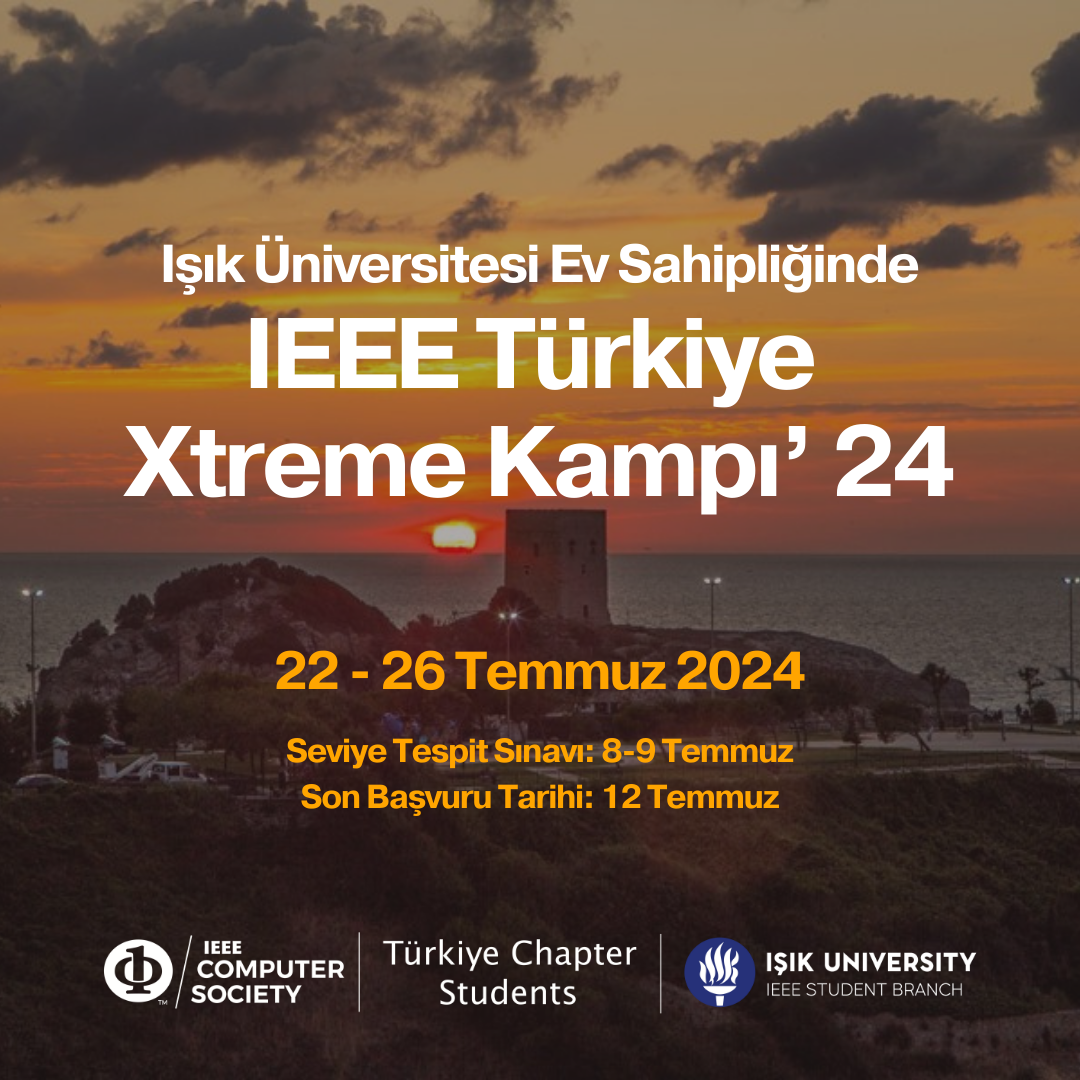 Işık Üniversitesi Ev Sahipliğinde
IEEE Türkiye
Xtreme Kampı’ 24
22 - 26 Temmuz 2024
Seviye Tespit Sınavı: 8-9 Temmuz
Son Başvuru Tarihi: 12 Temmuz
IEEE
COMPUTER
SOCIETY
TM
Türkiye Chapter
Students
IŞIK UNIVERSITY
IEEE STUDENT BRANCH